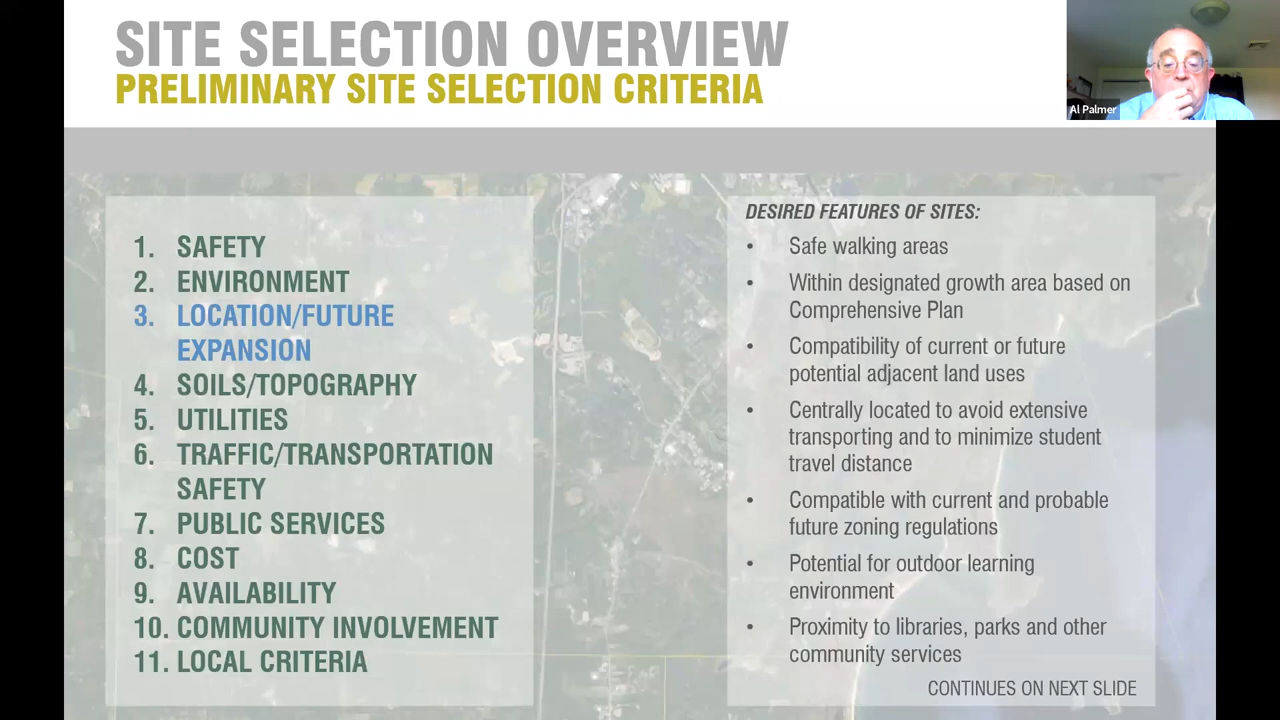 SITE SELECTION OVERVIEW
PRELIMINARY SITE SELECTION CRITERIA
Al Palmer
1. SAFETY
2. ENVIRONMENT
3. LOCATION/FUTURE
EXPANSION
4. SOILS/TOPOGRAPHY
5. UTILITIES
6. TRAFFIC/TRANSPORTATION
SAFETY
7. PUBLIC SERVICES
8. COST
9. AVAILABILITY
10. COMMUNITY INVOLVEMENT
11. LOCAL CRITERIA
DESIRED FEATURES OF SITES:
• Safe walking areas
• Within designated growth area based on
Comprehensive Plan
• Compatibility of current or future
potential adjacent land uses
• Centrally located to avoid extensive
transporting and to minimize student
travel distance
• Compatible with current and probable
future zoning regulations
• Potential for outdoor learning
environment
• Proximity to libraries, parks and other
community services
CONTINUES ON NEXT SLIDE